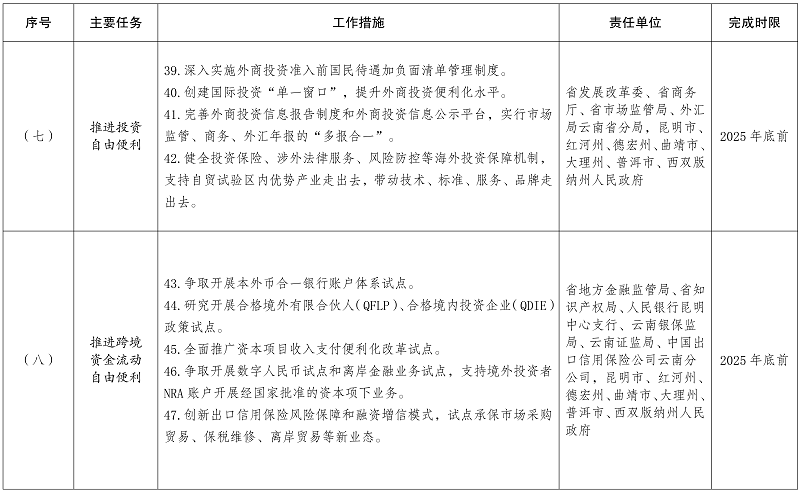 序号 主要任务 工作措施 责任单位 完成时限
（七）
推进投资
自由便利
39.深入实施外商投资准入前国民待遇加负面清单管理制度。
40.创建国际投资“单一窗口”，提升外商投资便利化水平。
41.完善外商投资信息报告制度和外商投资信息公示平台，实行市场
监管、商务、外汇年报的“多报合一”。
42.健全投资保险、涉外法律服务、风险防控等海外投资保障机制，
支持自贸试验区内优势产业走出去，带动技术、标准、服务、品牌走
出去。
省发展改革委、省商务
厅、省市场监管局、外汇
局云南省分局，昆明市、
红河州、德宏州、曲靖市、
大理州、普洱市、西双版
纳州人民政府
2025年底前
（八）
推进跨境
资金流动
自由便利
43.争取开展本外币合一银行账户体系试点。
44.研究开展合格境外有限合伙人（QFLP）、合格境内投资企业（QDIE）
政策试点。
45.全面推广资本项目收入支付便利化改革试点。
46.争取开展数字人民币试点和离岸金融业务试点，支持境外投资者
NRA账户开展经国家批准的资本项下业务。
47.创新出口信用保险风险保障和融资增信模式，试点承保市场采购
贸易、保税维修、离岸贸易等新业态。
省地方金融监管局、省知
识产权局、人民银行昆明
中心支行、云南银保监
局、云南证监局、中国出
口信用保险公司云南分
公司，昆明市、红河州、
德宏州、曲靖市、大理州、
普洱市、西双版纳州人民
政府
2025年底前